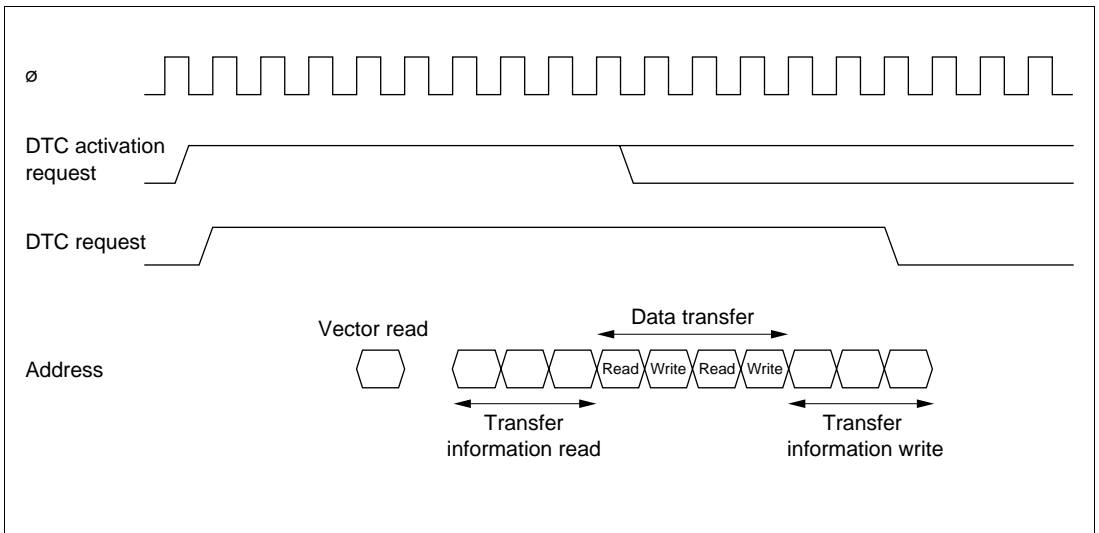 ø
DTC activation
request
DTC request
Vector read
Data transfer
Address
Read Write Read Write
Transfer
information read
Transfer
information write